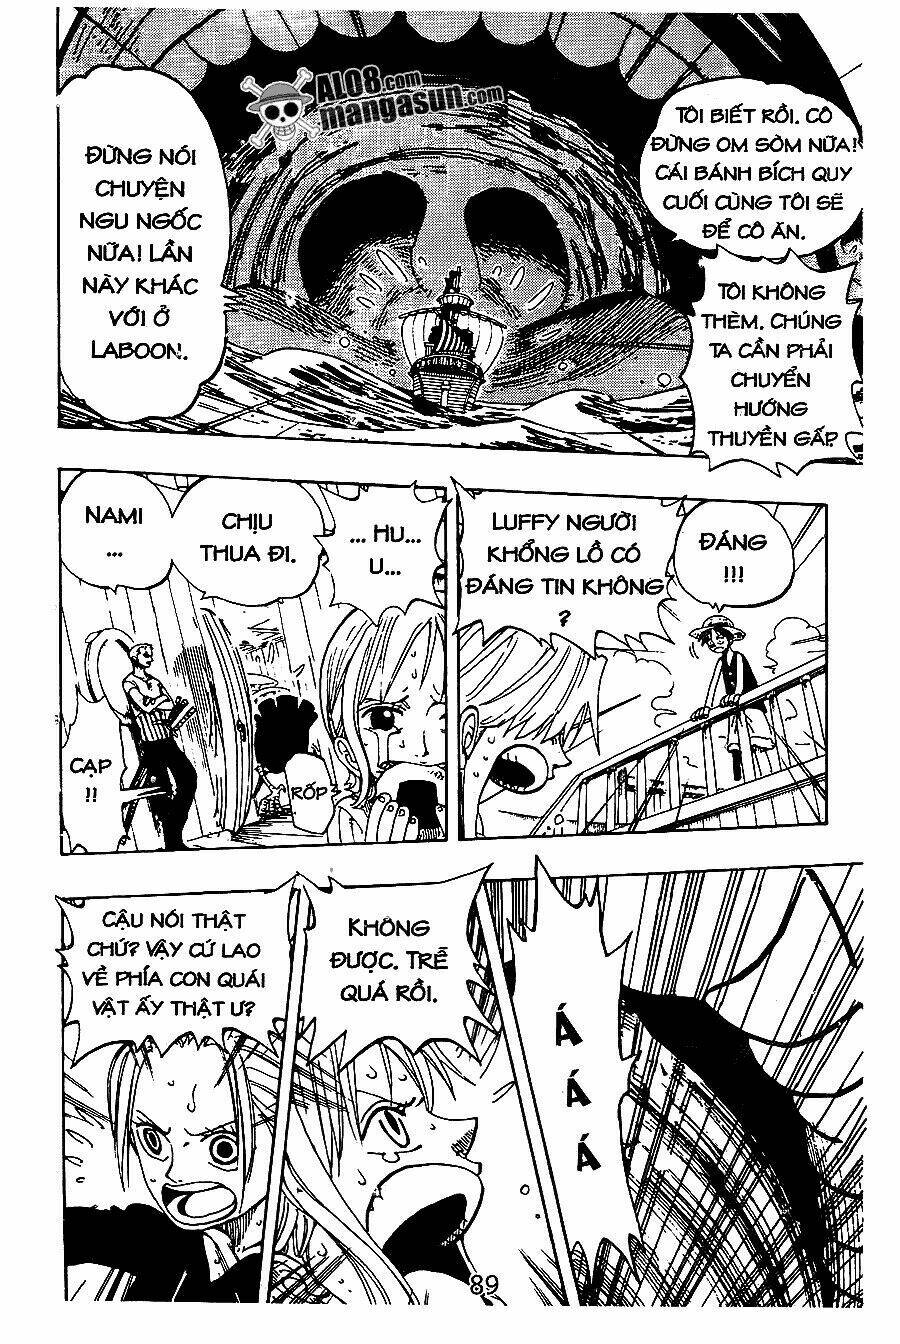 ALO8.com
mangasun.com
TÔI BIẾT RỒI. CÔ
ĐỪNG OM SÒM NỮA!
CÁI BÁNH BÍCH QUY
CUỐI CÙNG TÔI SẼ
ĐỂ CÔ ĂN.
TÔI KHÔNG
THÈM. CHÚNG
TA CẦN PHẢI
CHUYỂN
HƯỚNG
THUYỀN GẤP.
ĐỪNG NÓI
CHUYỆN
NGU NGỐC
NỮA! LẦN
NÀY KHÁC
VỚI Ở
LABOON.
ĐÁNG
!!!
LUFFY NGƯỜI
KHỔNG LỒ CÓ
ĐÁNG TIN KHÔNG
?
... HU...
U...
CHỊU
THUA ĐI.
NAMI
...
RỐP
CẠP
!!
Á
Á
Á
KHÔNG
ĐƯỢC. TRỄ
QUÁ RỒI.
CẬU NÓI THẬT
CHỨ? VẬY CỨ LAO
VỀ PHÍA CON QUÁI
VẬT ẤY THẬT Ư?
89